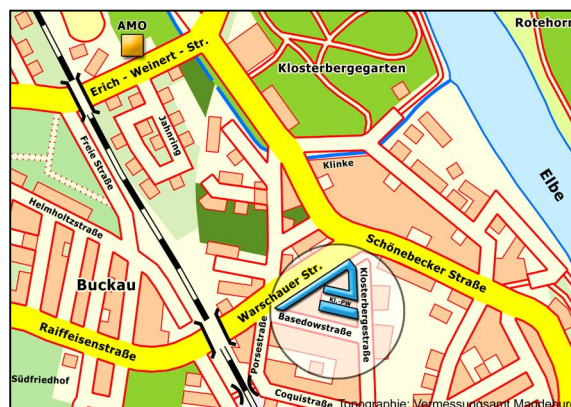 AMO
Rotehorn
Erich - Weinert - Str.
Klosterbergegarten
Jahnring
Freie Straße
Klinke
Elbe
Helmholtzstraße
Schönebecker Straße
Buckau
Warschauer Str.
Klosterbergestraße
Kl.-PW
Basedowstraße
Raiffeisenstraße
Porsestraße
Südfriedhof
Coquistraße
Topographie: Vermessungsamt Magdeburg